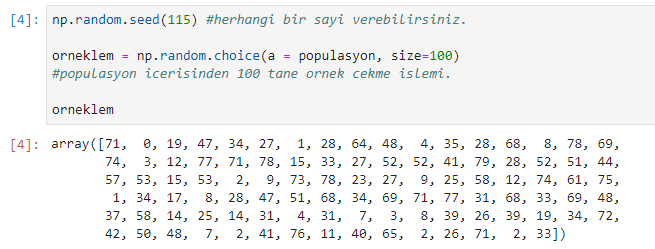 [4]: np.random.seed(115) #herhangi bir sayi verebilirsiniz.
orneklem = np.random.choice(a = populasyon, size=100)
#populasyon icerisinden 100 tane ornek cekme islemi.
orneklem
[4]: array([71, 0, 19, 47, 34, 27, 1, 28, 64, 48, 4, 35, 28, 68, 8, 78, 69,
74, 3, 12, 77, 71, 78, 15, 33, 27, 52, 52, 41, 79, 28, 52, 51, 44,
57, 53, 15, 53, 2, 9, 73, 78, 23, 27, 9, 25, 58, 12, 74, 61, 75,
1, 34, 17, 8, 28, 47, 51, 68, 34, 69, 71, 77, 31, 68, 33, 69, 48,
37, 58, 14, 25, 14, 31, 4, 31, 7, 3, 8, 39, 26, 39, 19, 34, 72,
42, 50, 48, 7, 2, 41, 76, 11, 40, 65, 2, 26, 71, 2, 33])